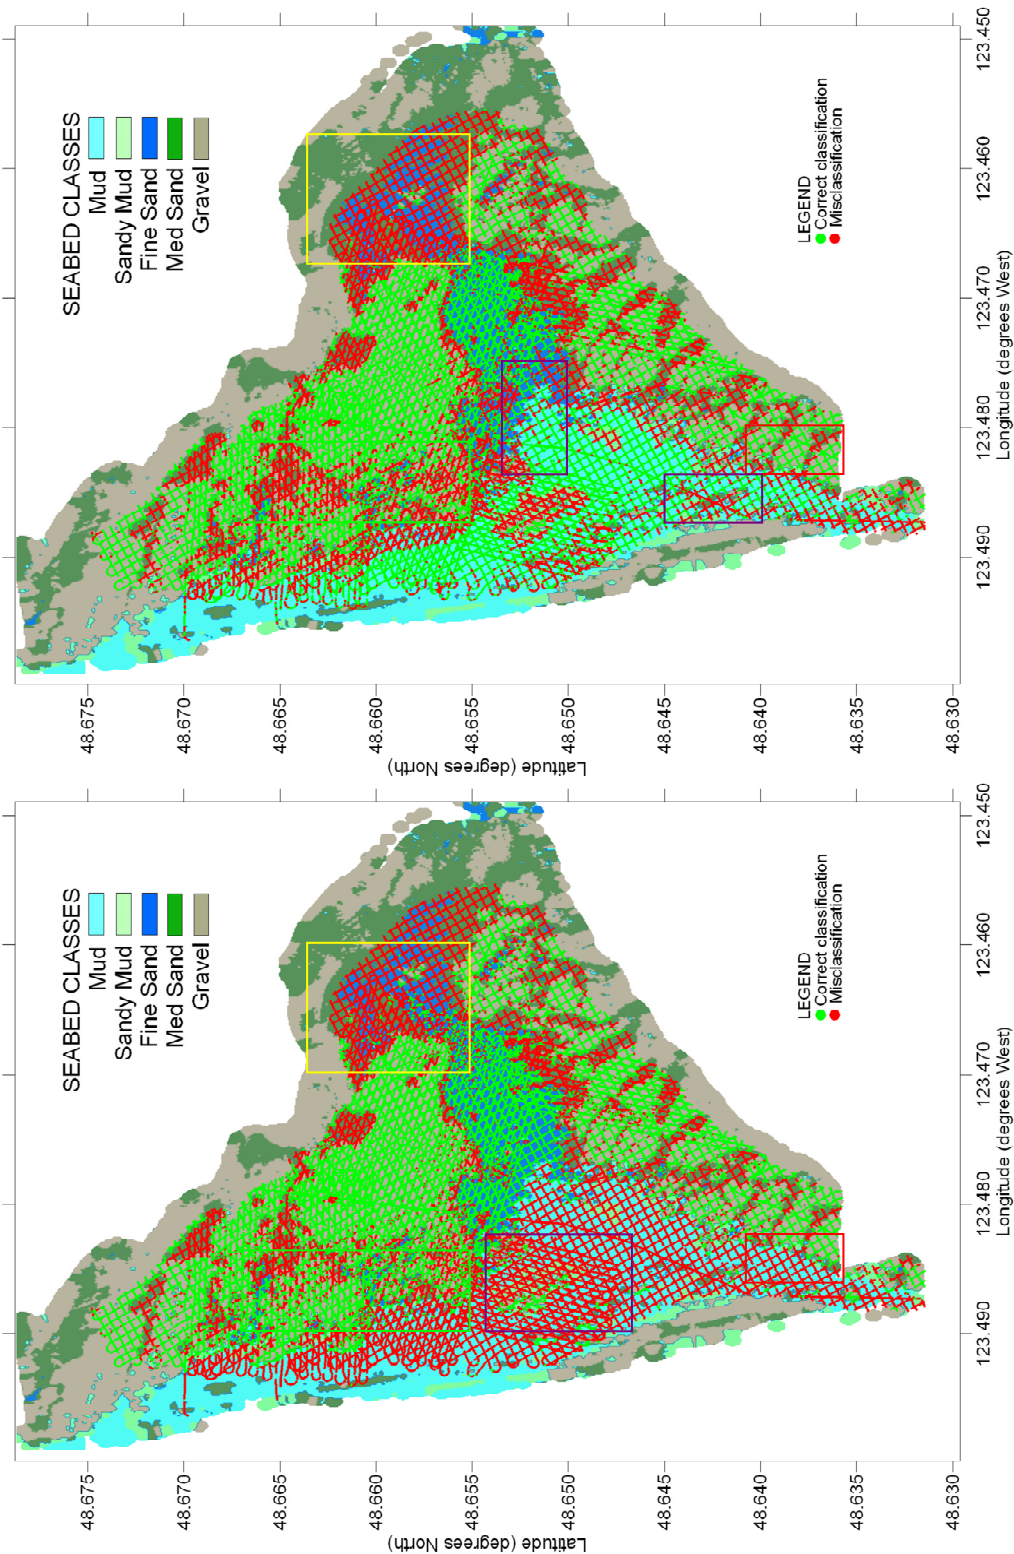 SEABED CLASSES
Mud
Sandy Mud
Fine Sand
Med Sand
Gravel
LEGEND
Correct classification
Misclassification
48.675
48.670
48.665
48.660
48.655
48.650
48.645
48.640
48.635
48.630
Latitude (degrees North)
123.490
123.480
123.470
123.460
123.450
Longitude (degrees West)
SEABED CLASSES
Mud
Sandy Mud
Fine Sand
Med Sand
Gravel
LEGEND
Correct classification
Misclassification
48.675
48.670
48.665
48.660
48.655
48.650
48.645
48.640
48.635
48.630
Latitude (degrees North)
123.490
123.480
123.470
123.460
123.450
Longitude (degrees West)